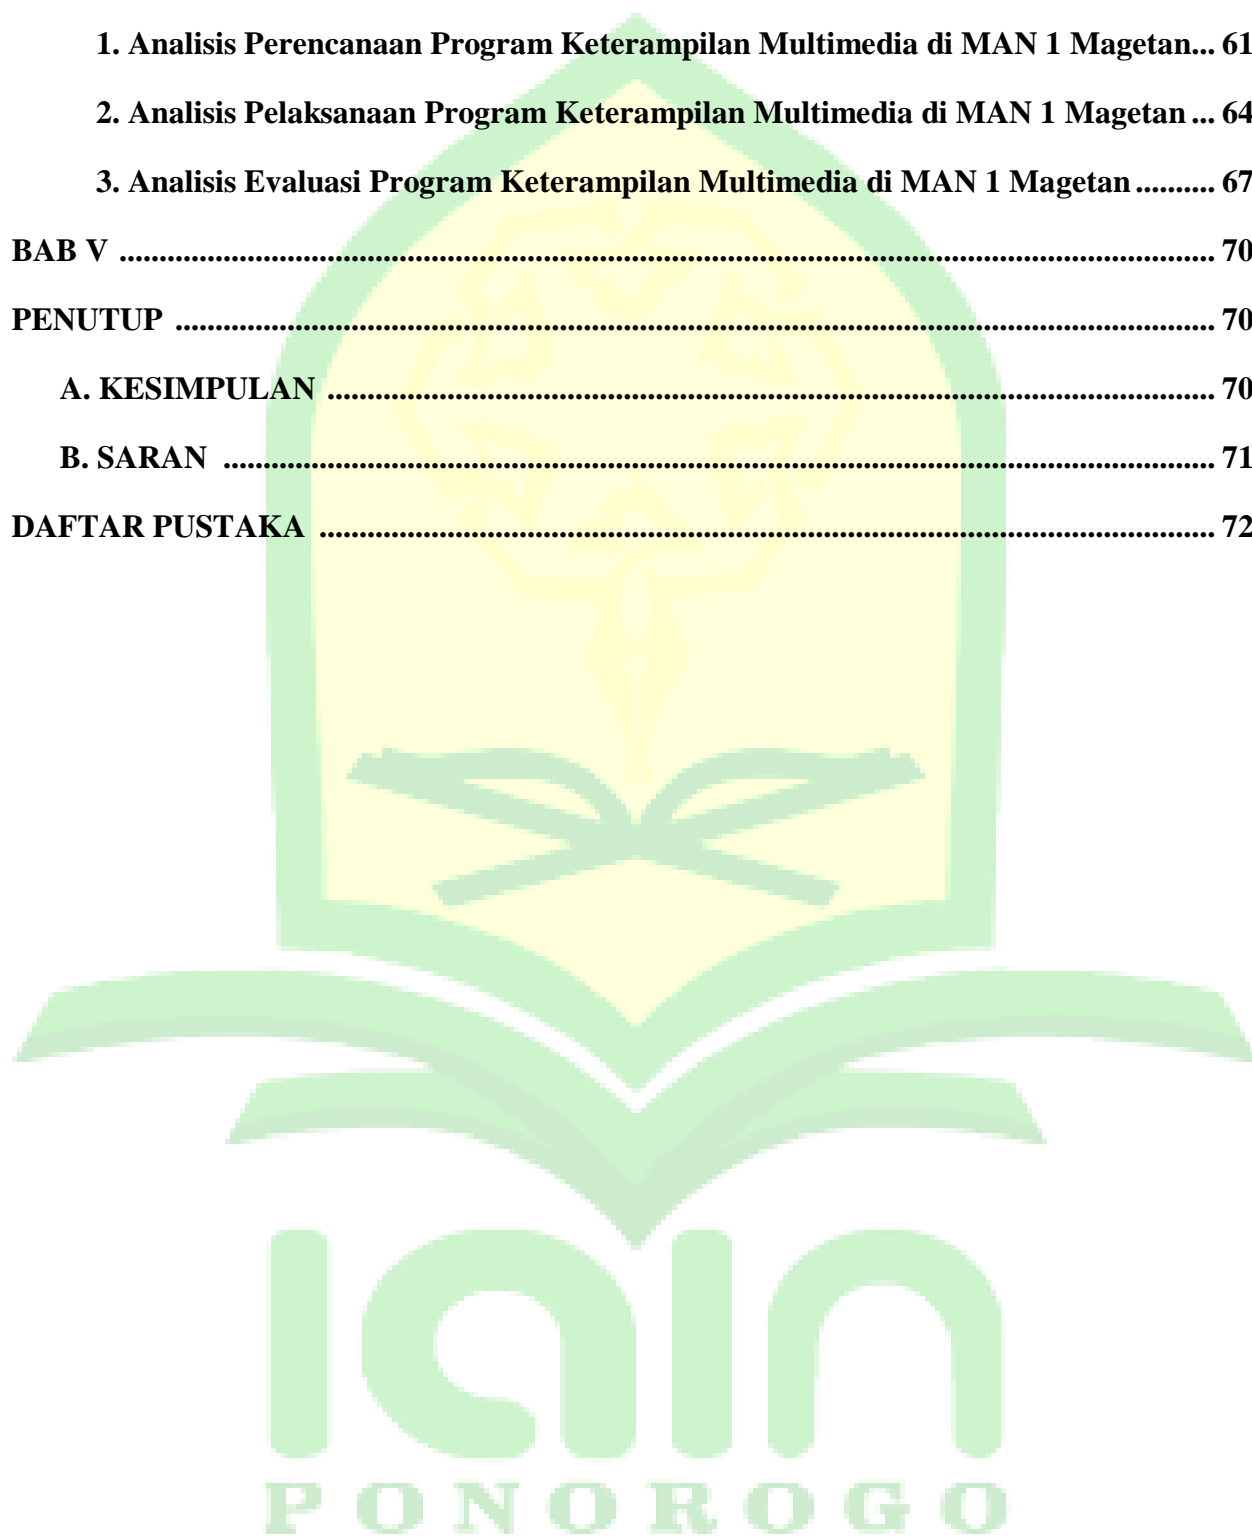 1. Analisis Perencanaan Program Keterampilan Multimedia di MAN 1 Magetan... 61
2. Analisis Pelaksanaan Program Keterampilan Multimedia di MAN 1 Magetan ... 64
3. Analisis Evaluasi Program Keterampilan Multimedia di MAN 1 Magetan .......... 67
BAB V ........................................................................................................................................ 70
PENUTUP ................................................................................................................................. 70
A. KESIMPULAN .............................................................................................................. 70
B. SARAN ........................................................................................................................... 71
DAFTAR PUSTAKA ............................................................................................................... 72
iain
PONOROGO